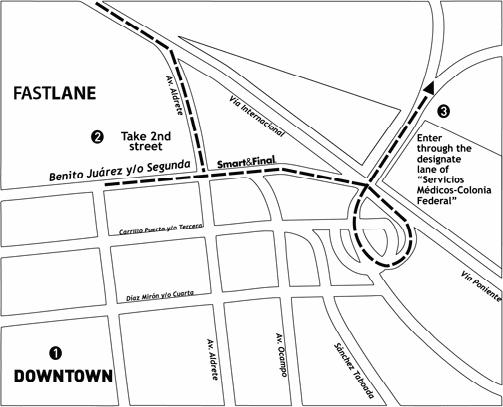 FASTLANE
Av. Aldrete
Vía Internacional
2
Take 2nd
street
3
Enter
through the
designate
lane of
"Servicios
Médicos-Colonia
Federal"
Benito Juárez y/o Segunda
Smart&Final
Carrillo Puerto y/o Tercera
Vía Poniente
Díaz Mirón y/o Cuarta
1
DOWNTOWN
Av. Aldrete
Av. Ocampo
Sánchez Taboada